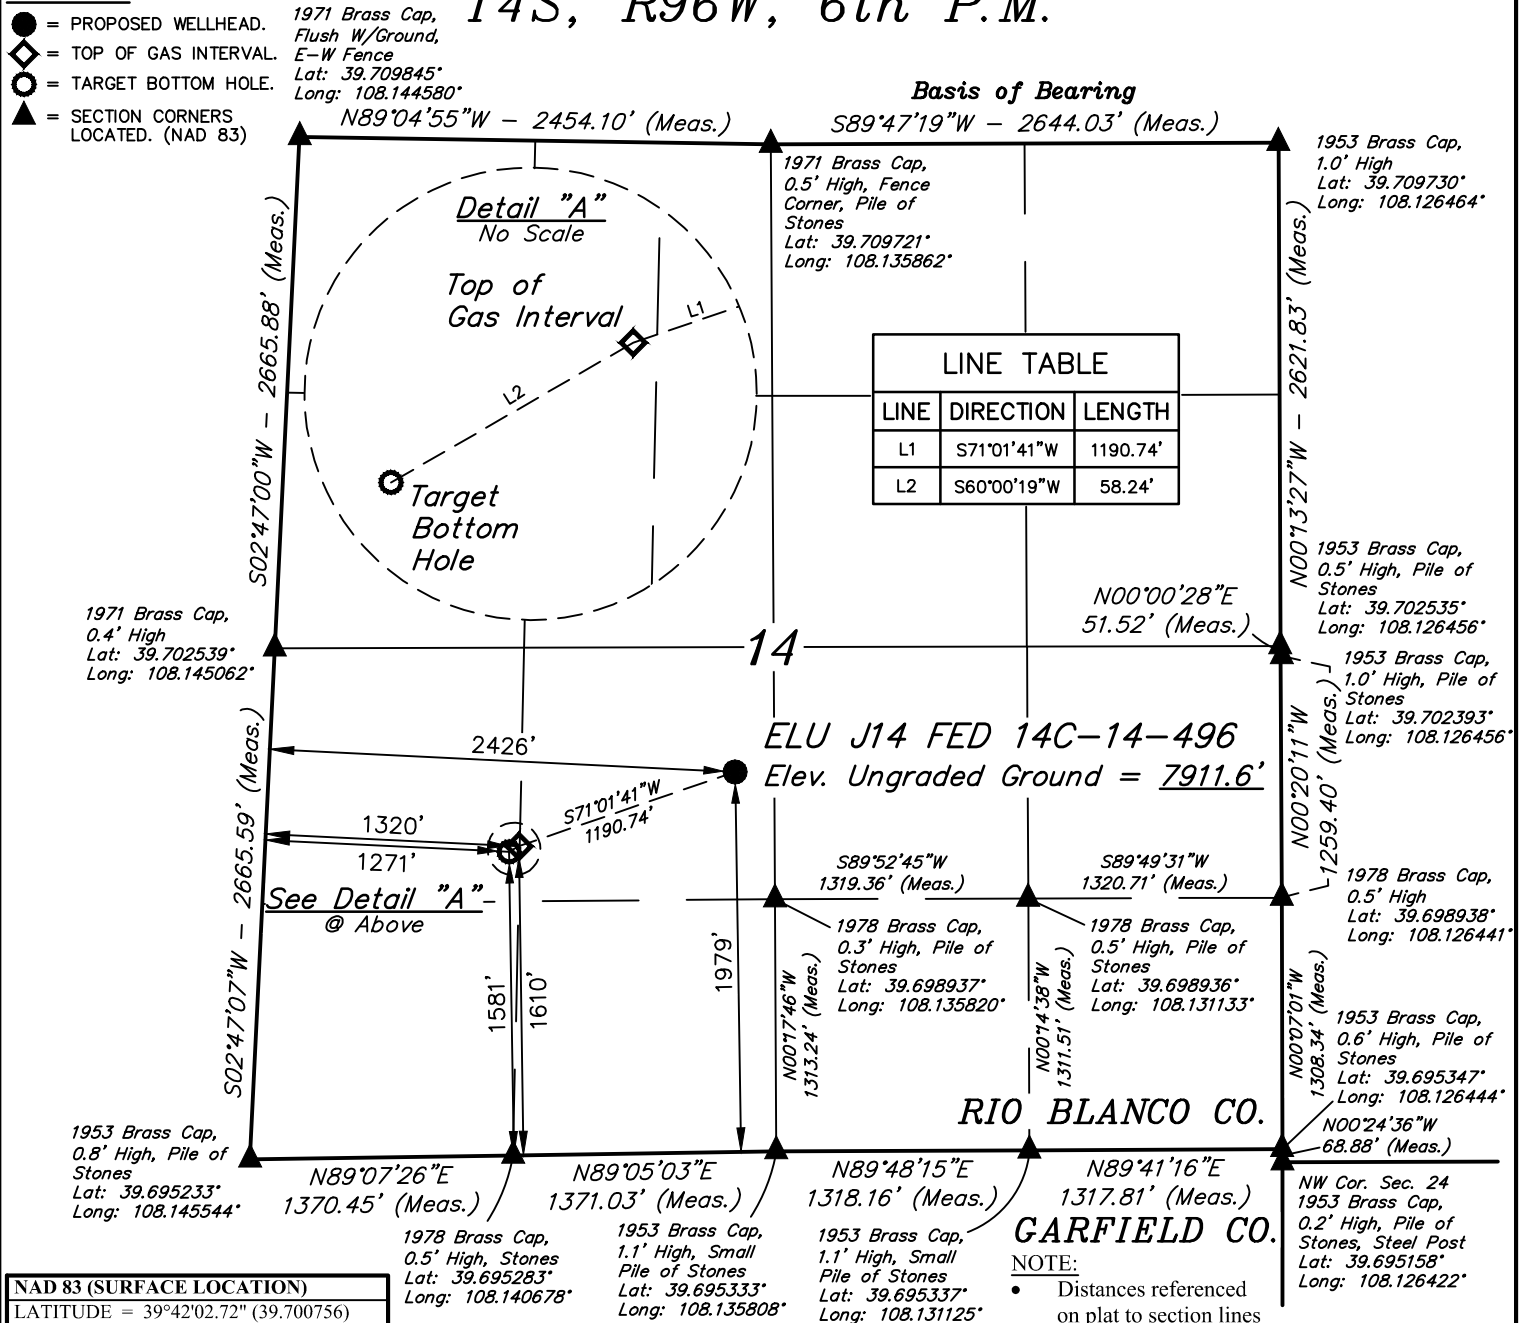 T4S, R96W, 6th P.M.
= PROPOSED WELLHEAD.
= TOP OF GAS INTERVAL.
= TARGET BOTTOM HOLE.
= SECTION CORNERS
LOCATED. (NAD 83)
1971 Brass Cap,
Flush W/Ground,
E-W Fence
Lat: 39.709845°
Long: 108.144580°
N89°04'55"W - 2454.10' (Meas.)
Basis of Bearing
S89°47'19"W - 2644.03' (Meas.)
1953 Brass Cap,
1.0' High
Lat: 39.709730°
Long: 108.126464°
1971 Brass Cap,
0.5' High, Fence
Corner, Pile of
Stones
Lat: 39.709721°
Long: 108.135862°
Detail "A"
No Scale
Top of
Gas Interval
L1
L2
Target
Bottom
Hole
S02°47'00"W - 2665.88' (Meas.)
LINE TABLE
LINE DIRECTION LENGTH
L1 S71°01'41"W 1190.74'
L2 S60°00'19"W 58.24'
N00°13'27"W - 2621.83' (Meas.)
1953 Brass Cap,
0.5' High, Pile of
Stones
Lat: 39.702535°
Long: 108.126456°
N00°00'28"E
51.52' (Meas.)
1971 Brass Cap,
0.4' High
Lat: 39.702539°
Long: 108.145062°
14
1953 Brass Cap,
1.0' High, Pile of
Stones
Lat: 39.702393°
Long: 108.126456°
N00°20'11"W
1259.40' (Meas.)
ELU J14 FED 14C-14-496
Elev. Ungraded Ground = 7911.6'
2426'
S71°01'41"W
1190.74'
1320'
1271'
See Detail "A"
@ Above
S02°47'07"W - 2665.59' (Meas.)
1581'
1610'
1979'
S89°52'45"W
1319.36' (Meas.)
S89°49'31"W
1320.71' (Meas.)
1978 Brass Cap,
0.5' High
Lat: 39.698938°
Long: 108.126441°
1978 Brass Cap,
0.3' High, Pile of
Stones
Lat: 39.698937°
Long: 108.135820°
1978 Brass Cap,
0.5' High, Pile of
Stones
Lat: 39.698936°
Long: 108.131133°
N00°17'46"W
1313.24' (Meas.)
N00°14'38"W
1311.51' (Meas.)
N00°07'01"W
1308.34' (Meas.)
1953 Brass Cap,
0.6' High, Pile of
Stones
Lat: 39.695347°
Long: 108.126444°
RIO BLANCO CO.
N00°24'36"W
68.88' (Meas.)
1953 Brass Cap,
0.8' High, Pile of
Stones
Lat: 39.695233°
Long: 108.145544°
N89°07'26"E
1370.45' (Meas.)
N89°05'03"E
1371.03' (Meas.)
N89°48'15"E
1318.16' (Meas.)
N89°41'16"E
1317.81' (Meas.)
NW Cor. Sec. 24
1953 Brass Cap,
0.2' High, Pile of
Stones, Steel Post
Lat: 39.695158°
Long: 108.126422°
1978 Brass Cap,
0.5' High, Stones
Lat: 39.695283°
Long: 108.140678°
1953 Brass Cap,
1.1' High, Small
Pile of Stones
Lat: 39.695333°
Long: 108.135808°
1953 Brass Cap,
1.1' High, Small
Pile of Stones
Lat: 39.695337°
Long: 108.131125°
GARFIELD CO.
NOTE:
• Distances referenced
on plat to section lines
NAD 83 (SURFACE LOCATION)
LATITUDE = 39°42'02.72" (39.700756)